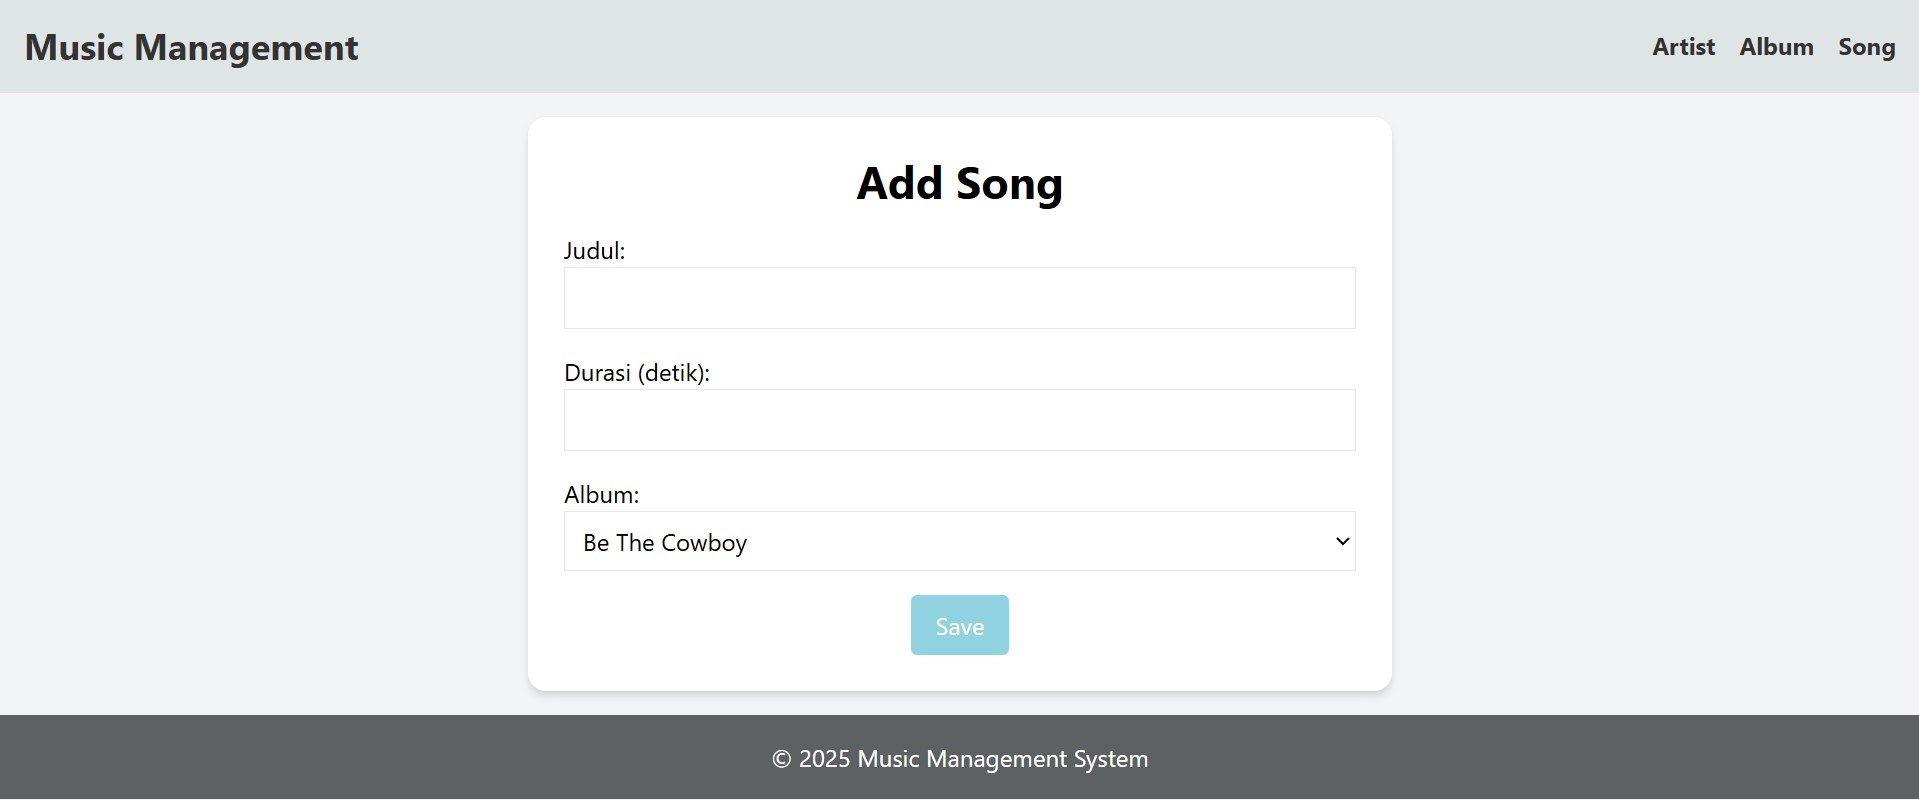 Music Management
Artist Album Song
Add Song
Judul:
Durasi (detik):
Album:
Be The Cowboy
Save
© 2025 Music Management System